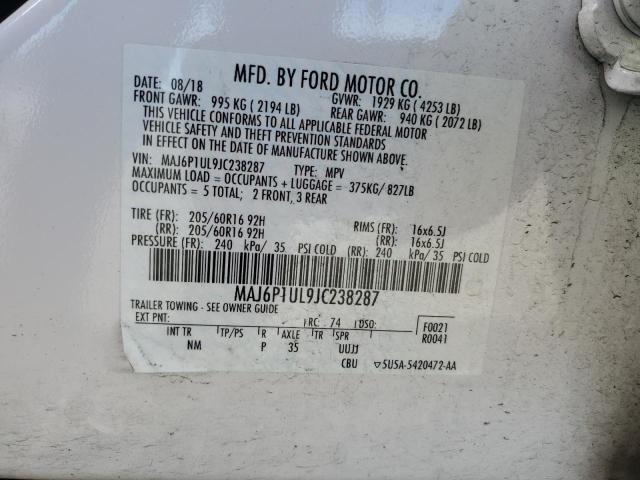 MFD. BY FORD MOTOR CO.
DATE: 08/18 GVWR: 1929 KG ( 4253 LB)
FRONT GAWR: 995 KG ( 2194 LB) REAR GAWR: 940 KG ( 2072 LB)
THIS VEHICLE CONFORMS TO ALL APPLICABLE FEDERAL MOTOR
VEHICLE SAFETY AND THEFT PREVENTION STANDARDS
IN EFFECT ON THE DATE OF MANUFACTURE SHOWN ABOVE.
VIN: MAJ6P1UL9JC238287 TYPE: MPV
MAXIMUM LOAD = OCCUPANTS + LUGGAGE = 375KG/ 827LB
OCCUPANTS = 5 TOTAL; 2 FRONT, 3 REAR
TIRE (FR): 205/60R16 92H RIMS (FR): 16x6.5J
(RR): 205/60R16 92H (RR): 16x6.5J
PRESSURE (FR): 240 kPa/ 35 PSI COLD (RR): 240 kPa/ 35 PSI COLD
MAJ6P1UL9JC238287
TRAILER TOWING - SEE OWNER GUIDE
EXT PNT: RC: 74 DSO: F0021
R0041
INT TR TP/PS R AXLE TR SPR
NM P 35 UUJJ
CBU 5U5A-5420472-AA